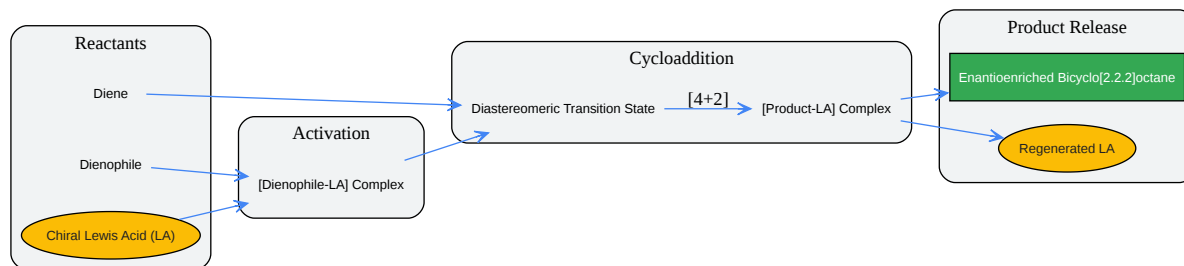 Reactants
Diene
Dienophile
Chiral Lewis Acid (LA)
Activation
[Dienophile-LA] Complex
Cycloaddition
Diastereomeric Transition State
[4+2]
[Product-LA] Complex
Product Release
Enantioenriched Bicyclo[2.2.2]octane
Regenerated LA